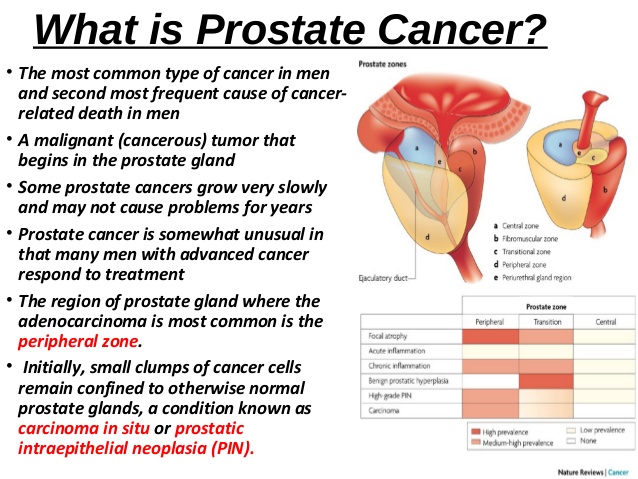 What is Prostate Cancer?
• The most common type of cancer in men
and second most frequent cause of cancer-
related death in men
• A malignant (cancerous) tumor that
begins in the prostate gland
• Some prostate cancers grow very slowly
and may not cause problems for years
• Prostate cancer is somewhat unusual in
that many men with advanced cancer
respond to treatment
• The region of prostate gland where the
adenocarcinoma is most common is the
peripheral zone.
• Initially, small clumps of cancer cells
remain confined to otherwise normal
prostate glands, a condition known as
carcinoma in situ or prostatic
intraepithelial neoplasia (PIN).
Prostate zones
a
b
e
c
d
a
e
c
b
d
a Central zone
b Fibromuscular zone
c Transitional zone
d Peripheral zone
e Periurethral gland region
Ejaculatory duct
Prostate zone
Peripheral Transition Central
Focal atrophy
Acute inflammation
Chronic inflammation
Benign prostatic hyperplasia
High-grade PIN
Carcinoma
High prevalence Low prevalence
Medium-high prevalence None
Nature Reviews | Cancer